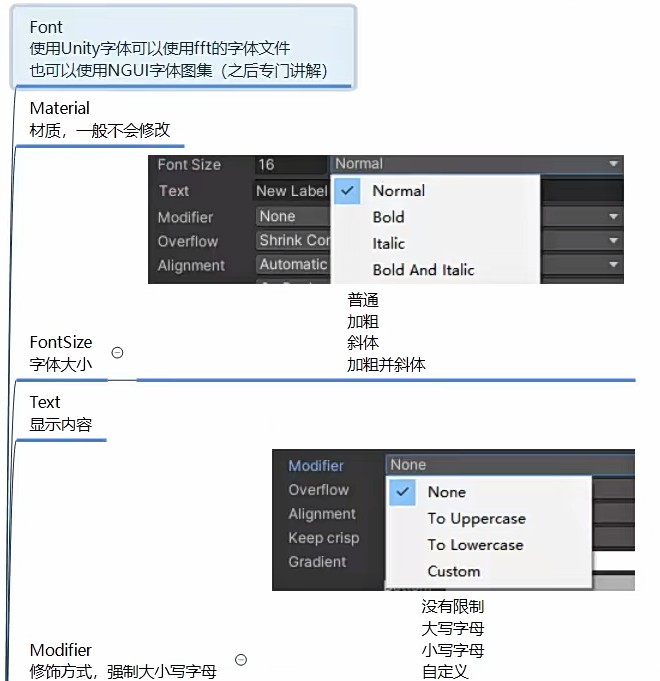 Font
使用Unity字体可以使用fft的字体文件
也可以使用NGUI字体图集（之后专门讲解）
Material
材质，一般不会修改
Font Size 16 Normal
Text New Label
Modifier None
Overflow Shrink Con
Alignment Automatic
Normal
Bold
Italic
Bold And Italic
普通
加粗
斜体
加粗并斜体
FontSize
字体大小
Text
显示内容
Modifier None
Overflow
Alignment
Keep crisp
Gradient
None
To Uppercase
To Lowercase
Custom
没有限制
大写字母
小写字母
自定义
Modifier
修饰方式，强制大小写字母